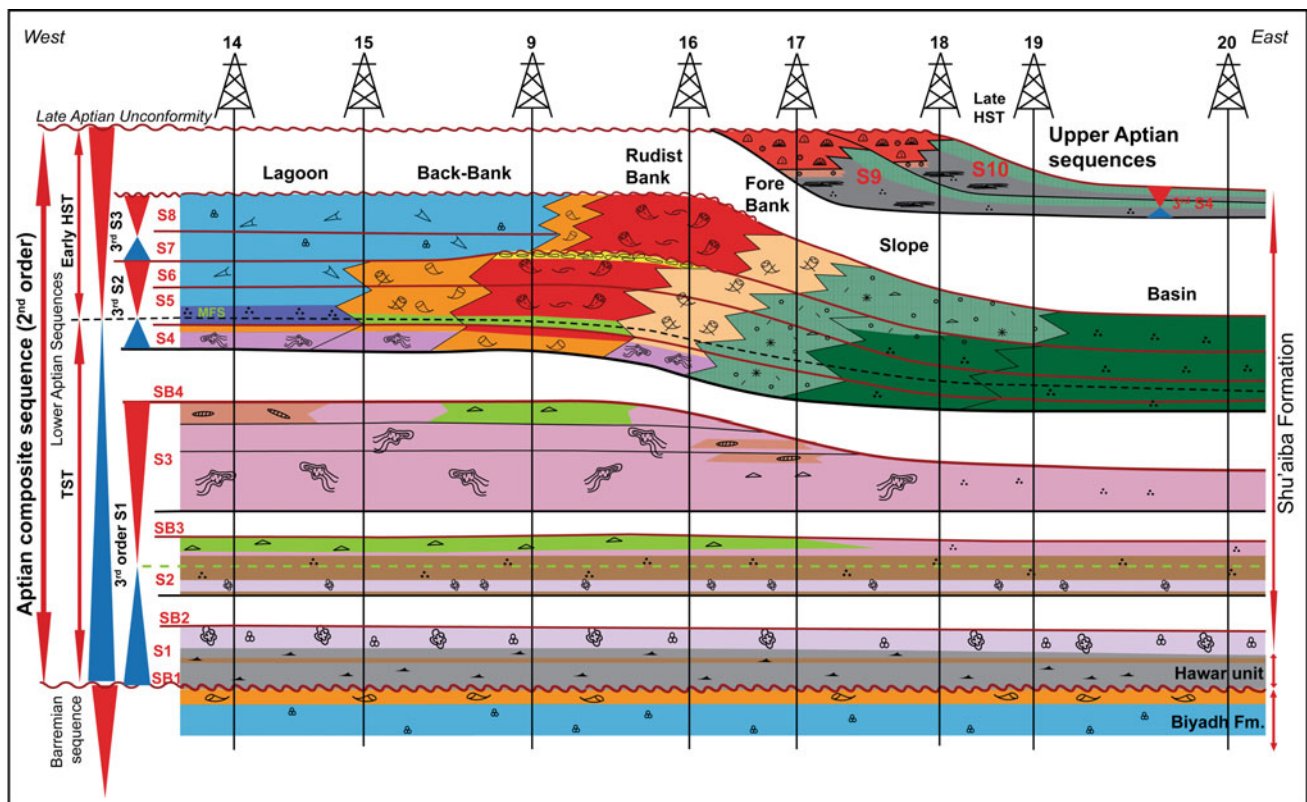 West
East
14
15
9
16
17
18
19
20
Late Aptian Unconformity
Late
HST
Upper Aptian
sequences
Lagoon
Back-Bank
Rudist
Bank
Fore
Bank
S9
S10
3rd S4
Slope
Basin
Aptian composite sequence (2nd order)
Early HST
Lower Aptian Sequences
TST
3rd S3
3rd S2
3rd order S1
S8
S7
S6
S5
MFS
S4
SB4
S3
SB3
S2
SB2
S1
SB1
Shu'aiba Formation
Hawar unit
Biyadh Fm.
Barremian
sequence